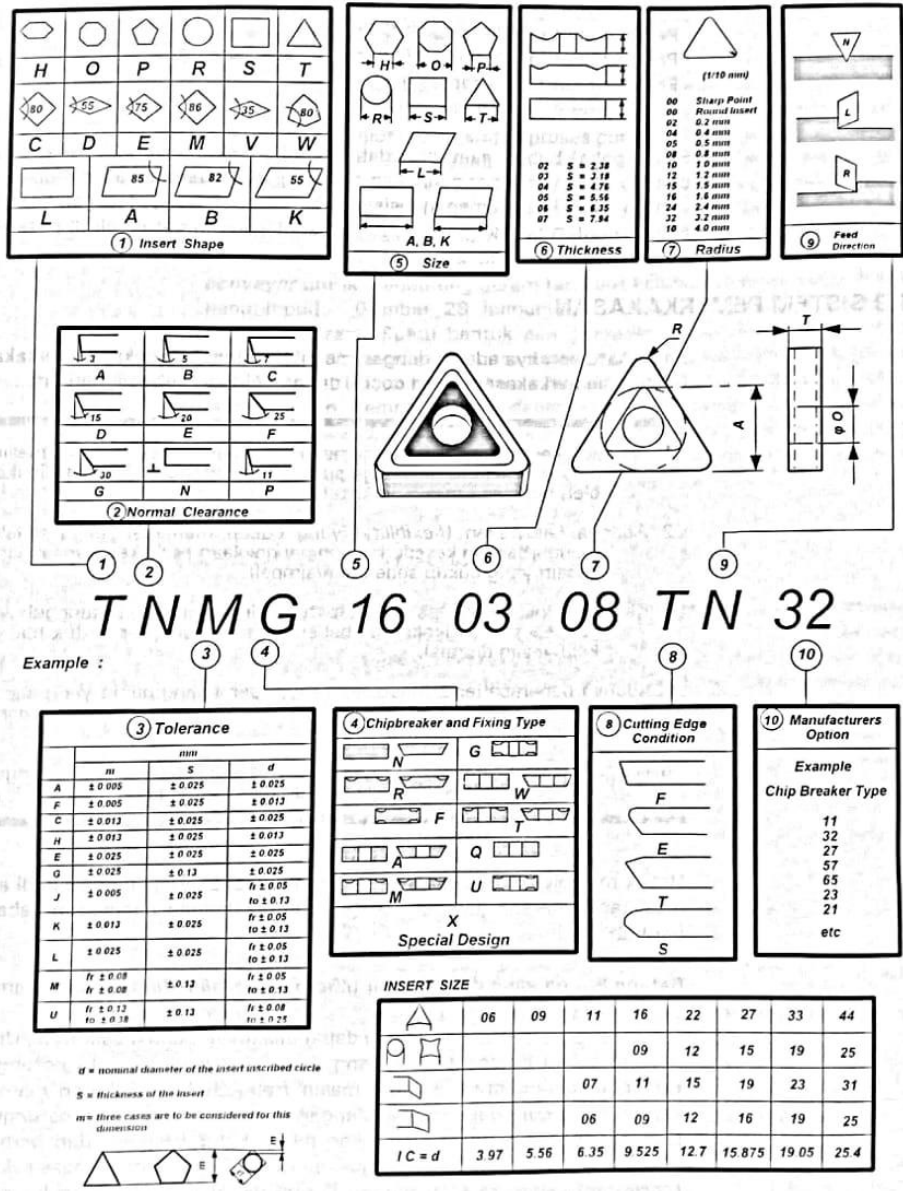 H O P R S T
80 55 75 86 35 80
C D E M V W
85 82 55
L A B K
1 Insert Shape
H O P
R S T
L
A, B, K
5 Size
02 S = 2.38
03 S = 3.18
04 S = 4.76
05 S = 5.56
06 S = 6.35
07 S = 7.94
6 Thickness
(1/10 mm)
00 Sharp Point
00 Round Insert
02 0.2 mm
04 0.4 mm
05 0.5 mm
08 0.8 mm
10 1.0 mm
12 1.2 mm
15 1.5 mm
16 1.6 mm
24 2.4 mm
32 3.2 mm
10 4.0 mm
7 Radius
N
L
R
9 Feed
Direction
3 5 7
A B C
15 20 25
D E F
30 11
G N P
2 Normal Clearance
R
A
T
φO
1 2 5 6 7 9
T N M G 16 03 08 T N 32
Example :
3 4 8 10
3 Tolerance
mm
m S d
A ± 0.005 ± 0.025 ± 0.025
F ± 0.005 ± 0.025 ± 0.013
C ± 0.013 ± 0.025 ± 0.025
H ± 0.013 ± 0.025 ± 0.013
E ± 0.025 ± 0.025 ± 0.025
G ± 0.025 ± 0.13 ± 0.025
J ± 0.005 ± 0.025 fr ± 0.05
to ± 0.13
K ± 0.013 ± 0.025 fr ± 0.05
to ± 0.13
L ± 0.025 ± 0.025 fr ± 0.05
to ± 0.13
M fr ± 0.08 ± 0.13 fr ± 0.05
fr ± 0.08 to ± 0.13
U fr ± 0.13 ± 0.13 fr ± 0.08
to ± 0.38 to ± 0.25
d = nominal diameter of the insert inscribed circle
S = thickness of the insert
m = three cases are to be considered for this
dimension
m
m
d
4 Chipbreaker and Fixing Type
N G
R W
F T
A Q
M U
X
Special Design
8 Cutting Edge
Condition
F
E
T
S
10 Manufacturers
Option
Example
Chip Breaker Type
11
32
27
57
65
23
21
etc
INSERT SIZE
06 09 11 16 22 27 33 44
09 12 15 19 25
07 11 15 19 23 31
06 09 12 16 19 25
I C = d 3.97 5.56 6.35 9.525 12.7 15.875 19.05 25.4